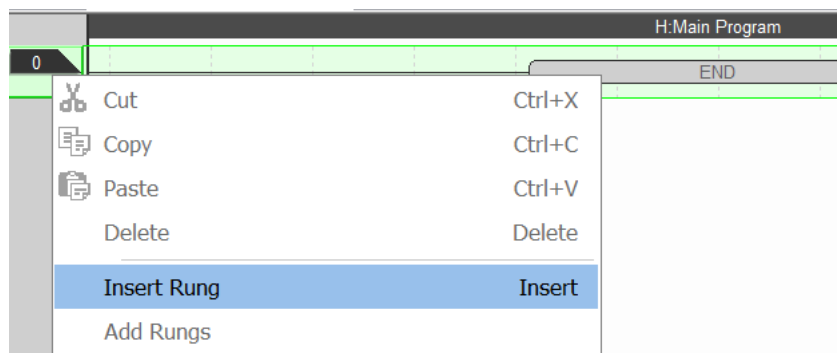 H:Main Program
0
END
Cut Ctrl+X
Copy Ctrl+C
Paste Ctrl+V
Delete Delete
Insert Rung Insert
Add Rungs